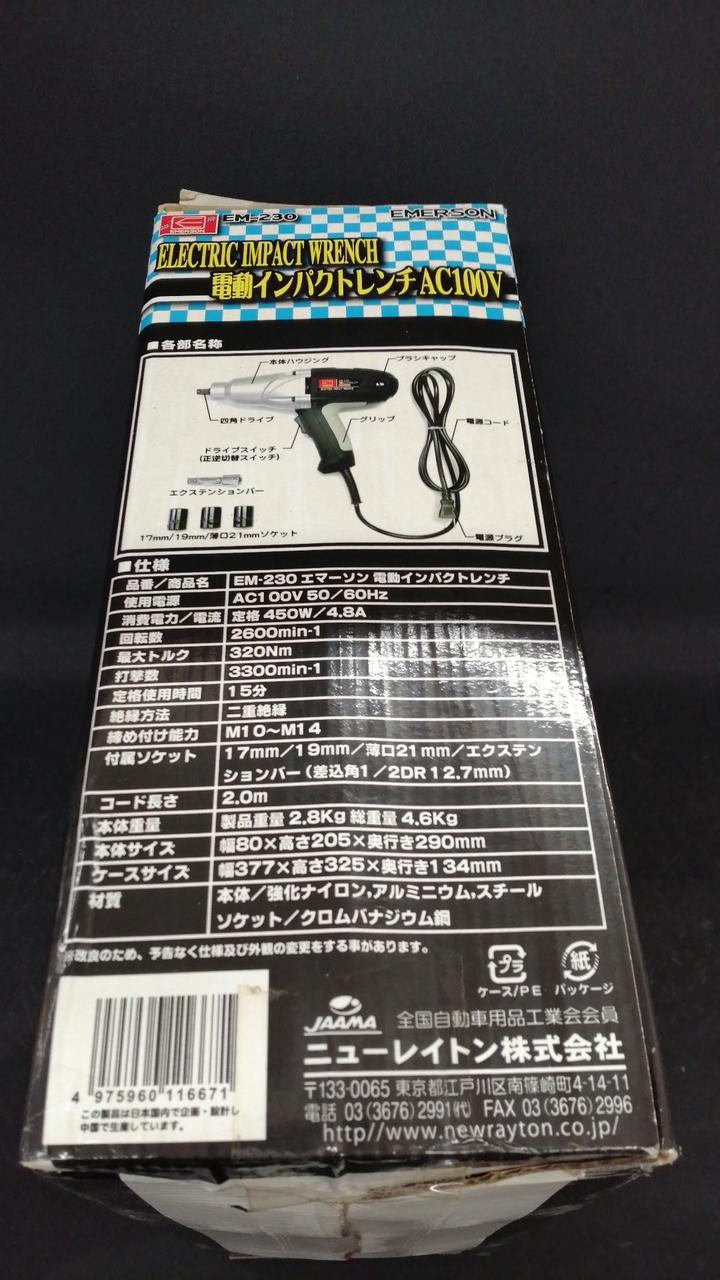 EMERSON
EM-230
EMERSON
ELECTRIC IMPACT WRENCH
電動インパクトレンチAC100V
■各部名称
本体ハウジング
ブラシキャップ
四角ドライブ
グリップ
電源コード
ドライブスイッチ
(正逆切替スイッチ)
エクステンションバー
17mm/19mm/薄口21mmソケット
電源プラグ
■仕様
品番/商品名 EM-230 エマーソン 電動インパクトレンチ
使用電源 AC100V 50/60Hz
消費電力/電流 定格 450W/4.8A
回転数 2600min-1
最大トルク 320Nm
打撃数 3300min-1
定格使用時間 15分
絶縁方法 二重絶縁
締め付け能力 M10〜M14
付属ソケット 17mm/19mm/薄口21mm/エクステン
ションバー(差込角1/2DR 12.7mm)
コード長さ 2.0m
本体重量 製品重量 2.8Kg 総重量 4.6Kg
本体サイズ 幅80×高さ205×奥行き290mm
ケースサイズ 幅377×高さ325×奥行き134mm
材質 本体/強化ナイロン,アルミニウム,スチール
ソケット/クロムバナジウム鋼
※改良のため、予告なく仕様及び外観の変更をする事があります。
プラ
紙
ケース/PE
パッケージ
JAAMA
全国自動車用品工業会会員
ニューレイトン株式会社
〒133-0065 東京都江戸川区南篠崎町4-14-11
電話 03(3676)2991(代) FAX 03(3676)2996
http//www.newrayton.co.jp/
4 975960 116671
この製品は日本国内で企画・設計し
中国で生産しています。